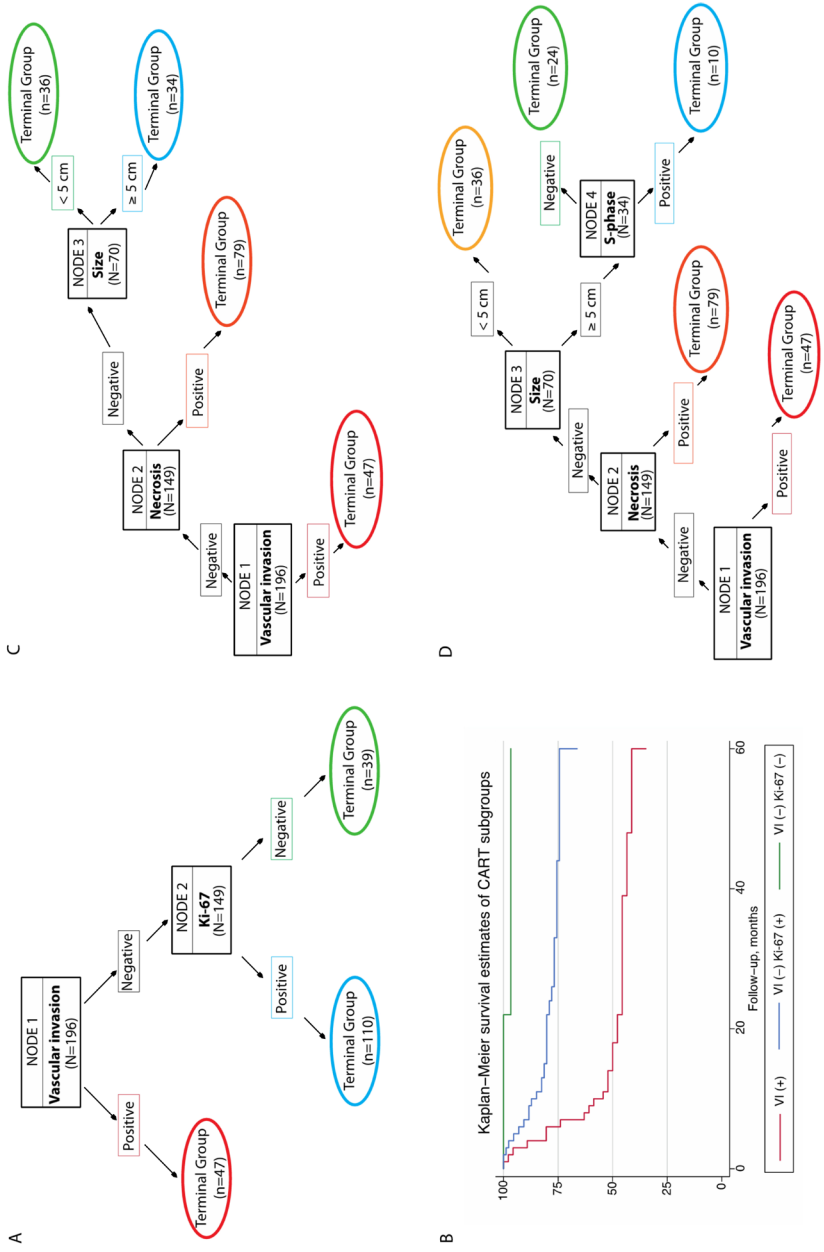 A
NODE 1
Vascular invasion
(N=196)
Positive
Negative
Terminal Group
(n=47)
NODE 2
Ki-67
(N=149)
Positive
Negative
Terminal Group
(n=110)
Terminal Group
(n=39)
B
Kaplan–Meier survival estimates of CART subgroups
100
75
50
25
0
0
20
40
60
Follow–up, months
VI (+)
VI (–) Ki-67 (+)
VI (–) Ki-67 (–)
C
NODE 1
Vascular invasion
(N=196)
Negative
Positive
Terminal Group
(n=47)
NODE 2
Necrosis
(N=149)
Negative
Positive
Terminal Group
(n=79)
NODE 3
Size
(N=70)
< 5 cm
≥ 5 cm
Terminal Group
(n=36)
Terminal Group
(n=34)
D
NODE 1
Vascular invasion
(N=196)
Negative
Positive
Terminal Group
(n=47)
NODE 2
Necrosis
(N=149)
Negative
Positive
Terminal Group
(n=79)
NODE 3
Size
(N=70)
< 5 cm
≥ 5 cm
Terminal Group
(n=36)
NODE 4
S-phase
(N=34)
Negative
Positive
Terminal Group
(n=24)
Terminal Group
(n=10)